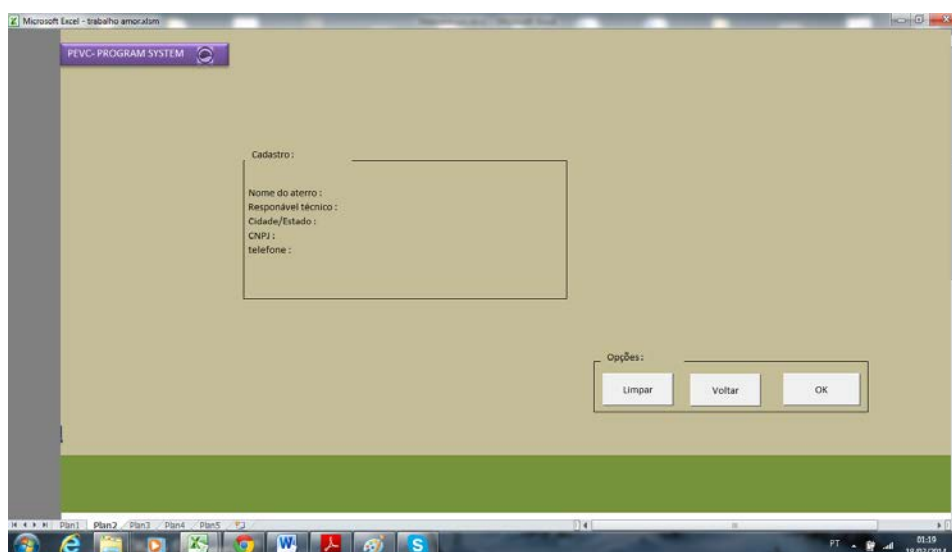 Microsoft Excel - trabalho amor.xlsm
PEVC- PROGRAM SYSTEM
Cadastro :
Nome do aterro :
Responável técnico :
Cidade/Estado :
CNPJ :
telefone :
Opções :
Limpar Voltar OK
Plan1 Plan2 Plan3 Plan4 Plan5
PT 01:19